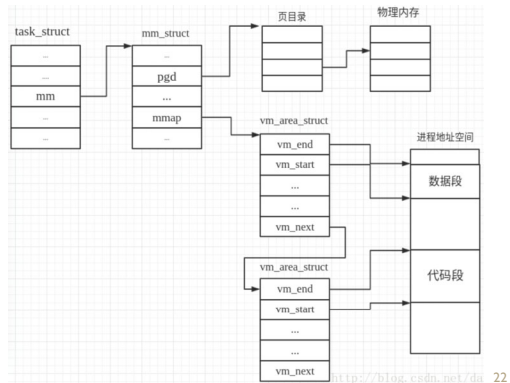 task_struct
...
...
mm
...
...
mm_struct
...
pgd
...
mmap
...
页目录
物理内存
vm_area_struct
vm_end
vm_start
...
...
vm_next
vm_area_struct
vm_end
vm_start
...
...
vm_next
进程地址空间
数据段
代码段
http://blog.csdn.net/da
22